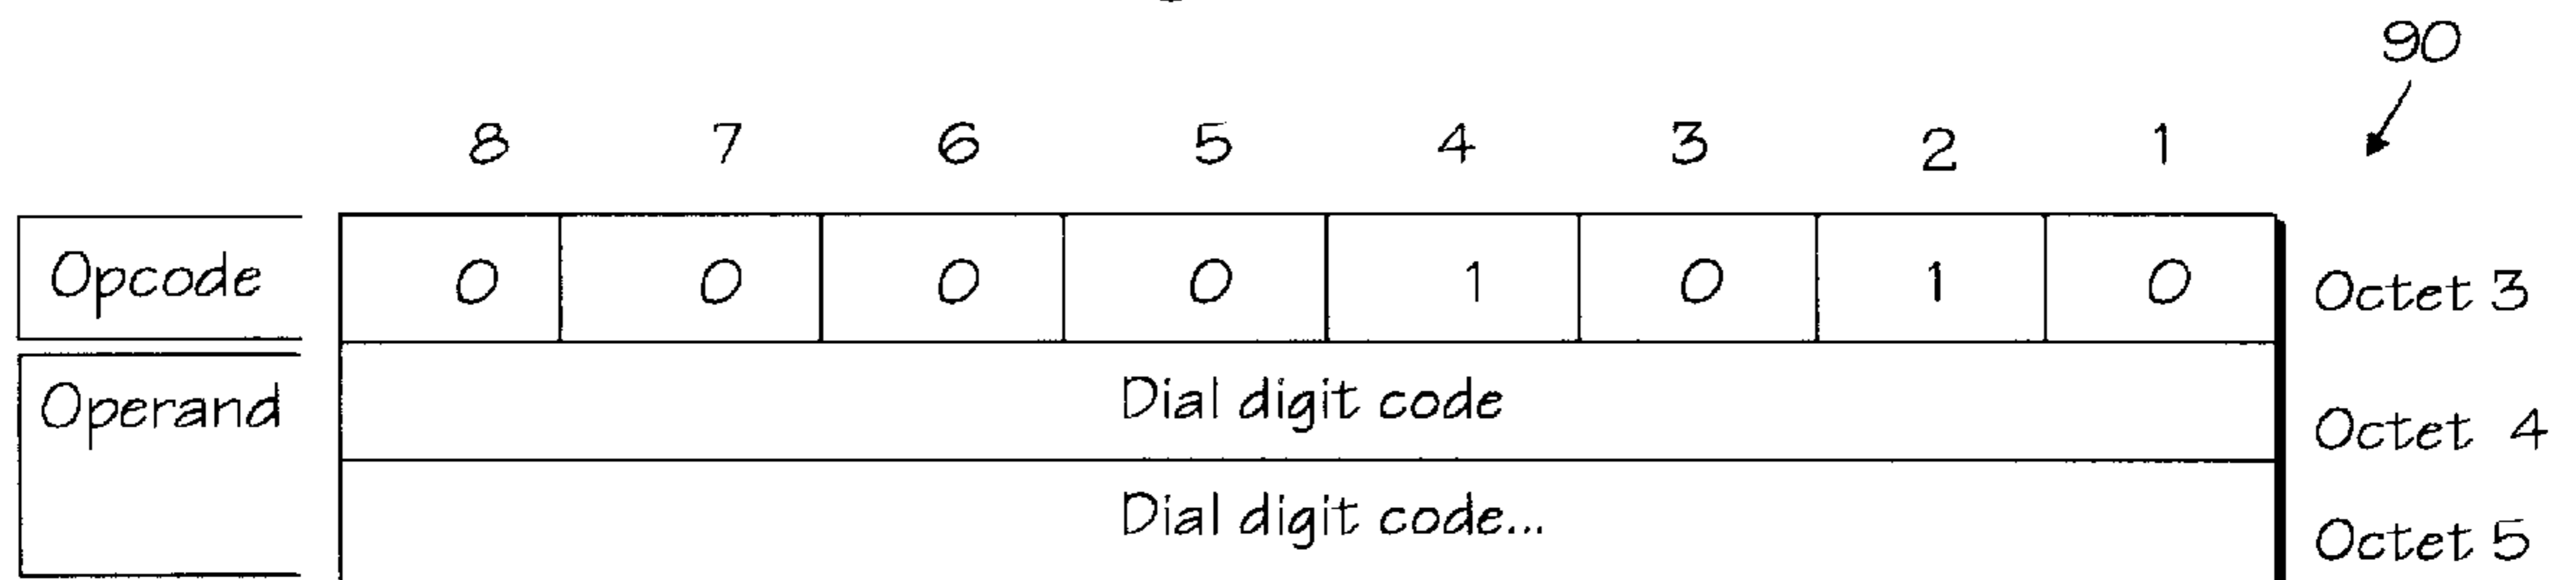 90
8 7 6 5 4 3 2 1
Opcode 0 0 0 0 1 0 1 0 Octet 3
Operand Dial digit code Octet 4
Dial digit code... Octet 5